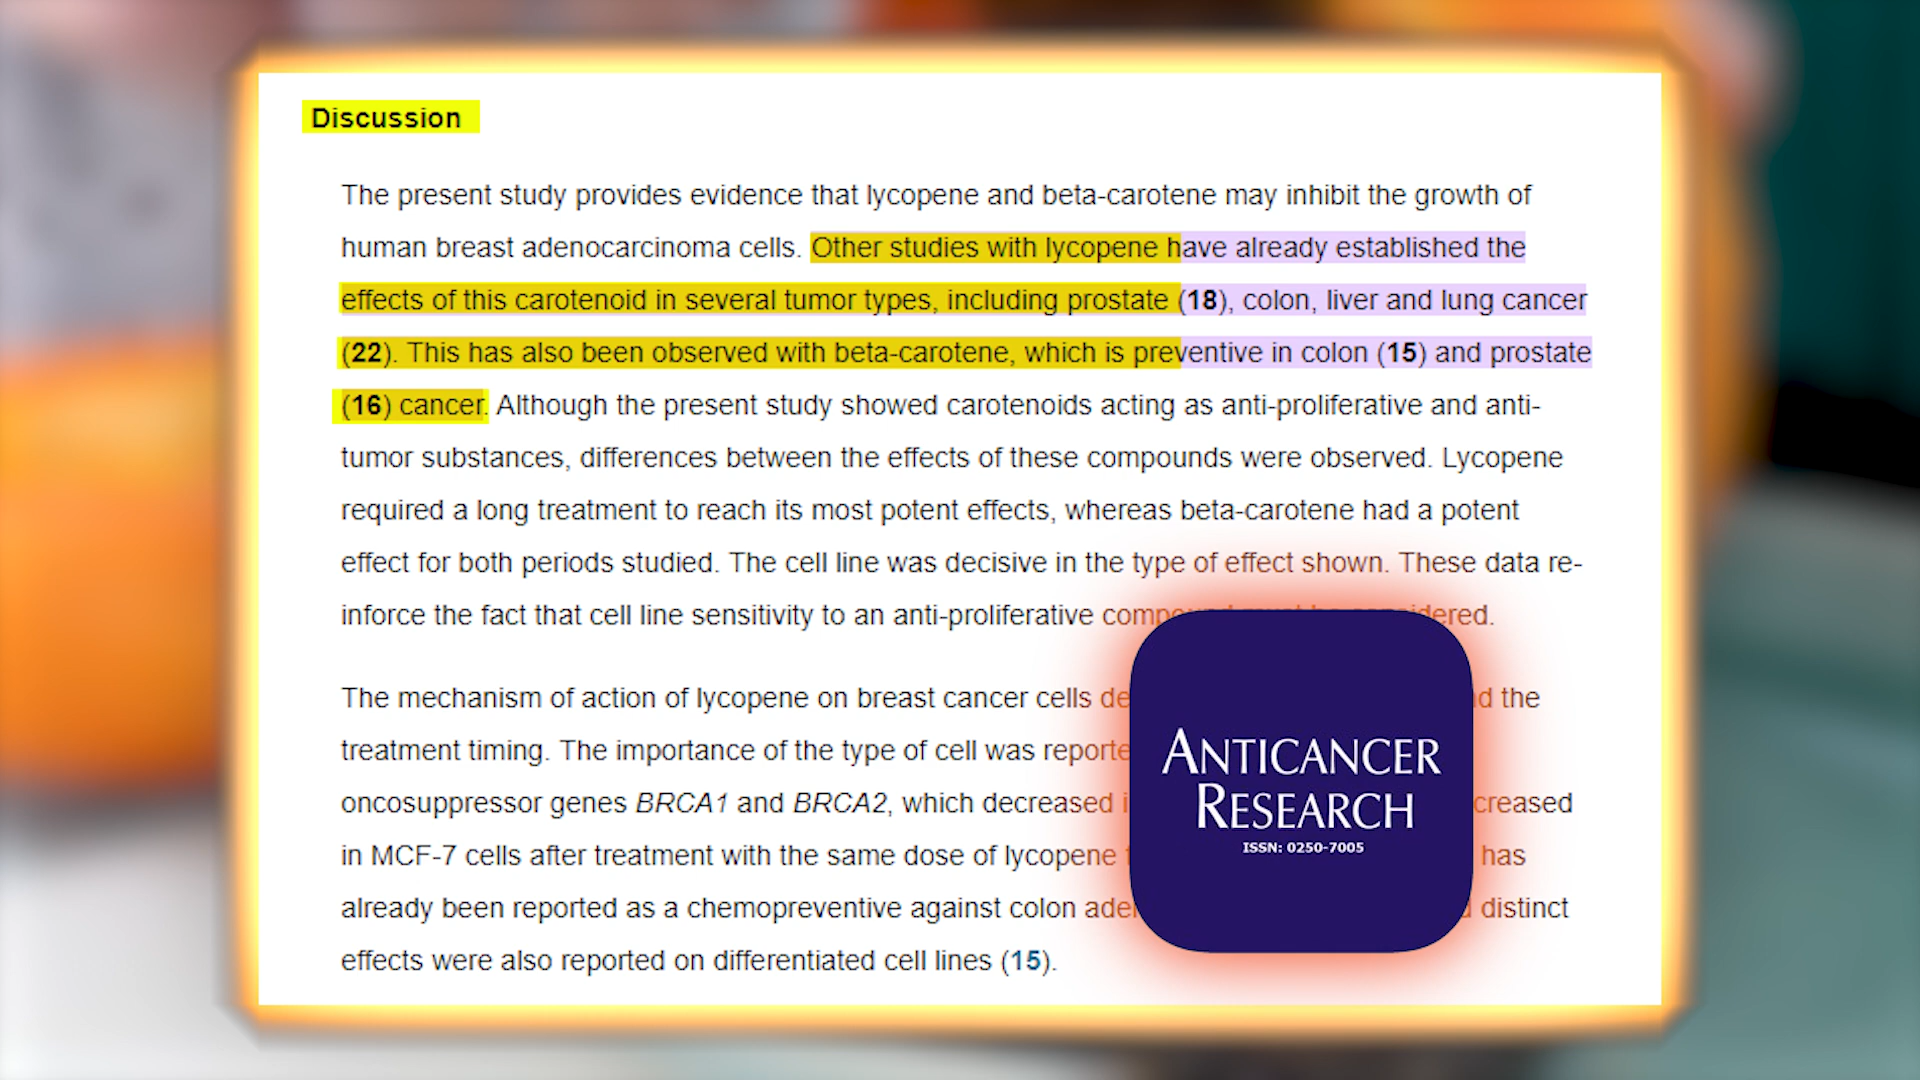 Discussion
The present study provides evidence that lycopene and beta-carotene may inhibit the growth of
human breast adenocarcinoma cells. Other studies with lycopene have already established the
effects of this carotenoid in several tumor types, including prostate (18), colon, liver and lung cancer
(22). This has also been observed with beta-carotene, which is preventive in colon (15) and prostate
(16) cancer. Although the present study showed carotenoids acting as anti-proliferative and anti-
tumor substances, differences between the effects of these compounds were observed. Lycopene
required a long treatment to reach its most potent effects, whereas beta-carotene had a potent
effect for both periods studied. The cell line was decisive in the type of effect shown. These data re-
inforce the fact that cell line sensitivity to an anti-proliferative
The mechanism of action of lycopene on breast cancer cells the
treatment timing. The importance of the type of cell was
oncosuppressor genes BRCA1 and BRCA2, which decreased
in MCF-7 cells after treatment with the same dose of lycopene has
already been reported as a chemopreventive against colon distinct
effects were also reported on differentiated cell lines (15).
ANTICANCER
RESEARCH
ISSN: 0250-7005